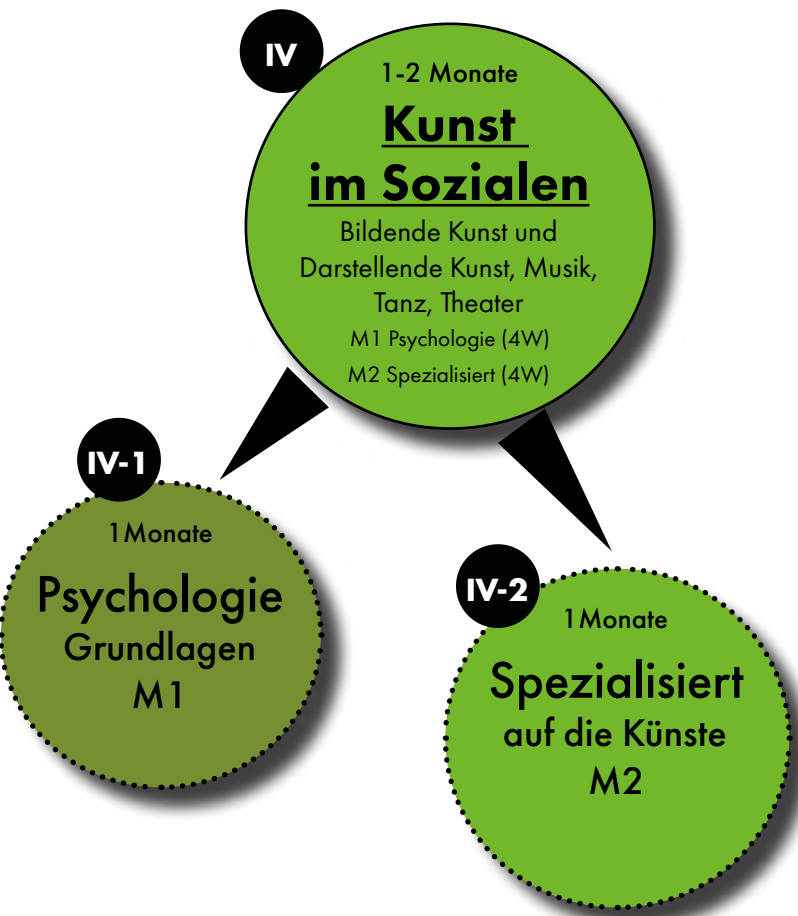 IV
1-2 Monate
Kunst
im Sozialen
Bildende Kunst und
Darstellende Kunst, Musik,
Tanz, Theater
M1 Psychologie (4W)
M2 Spezialisiert (4W)
IV-1
1Monate
Psychologie
Grundlagen
M1
IV-2
1Monate
Spezialisiert
auf die Künste
M2